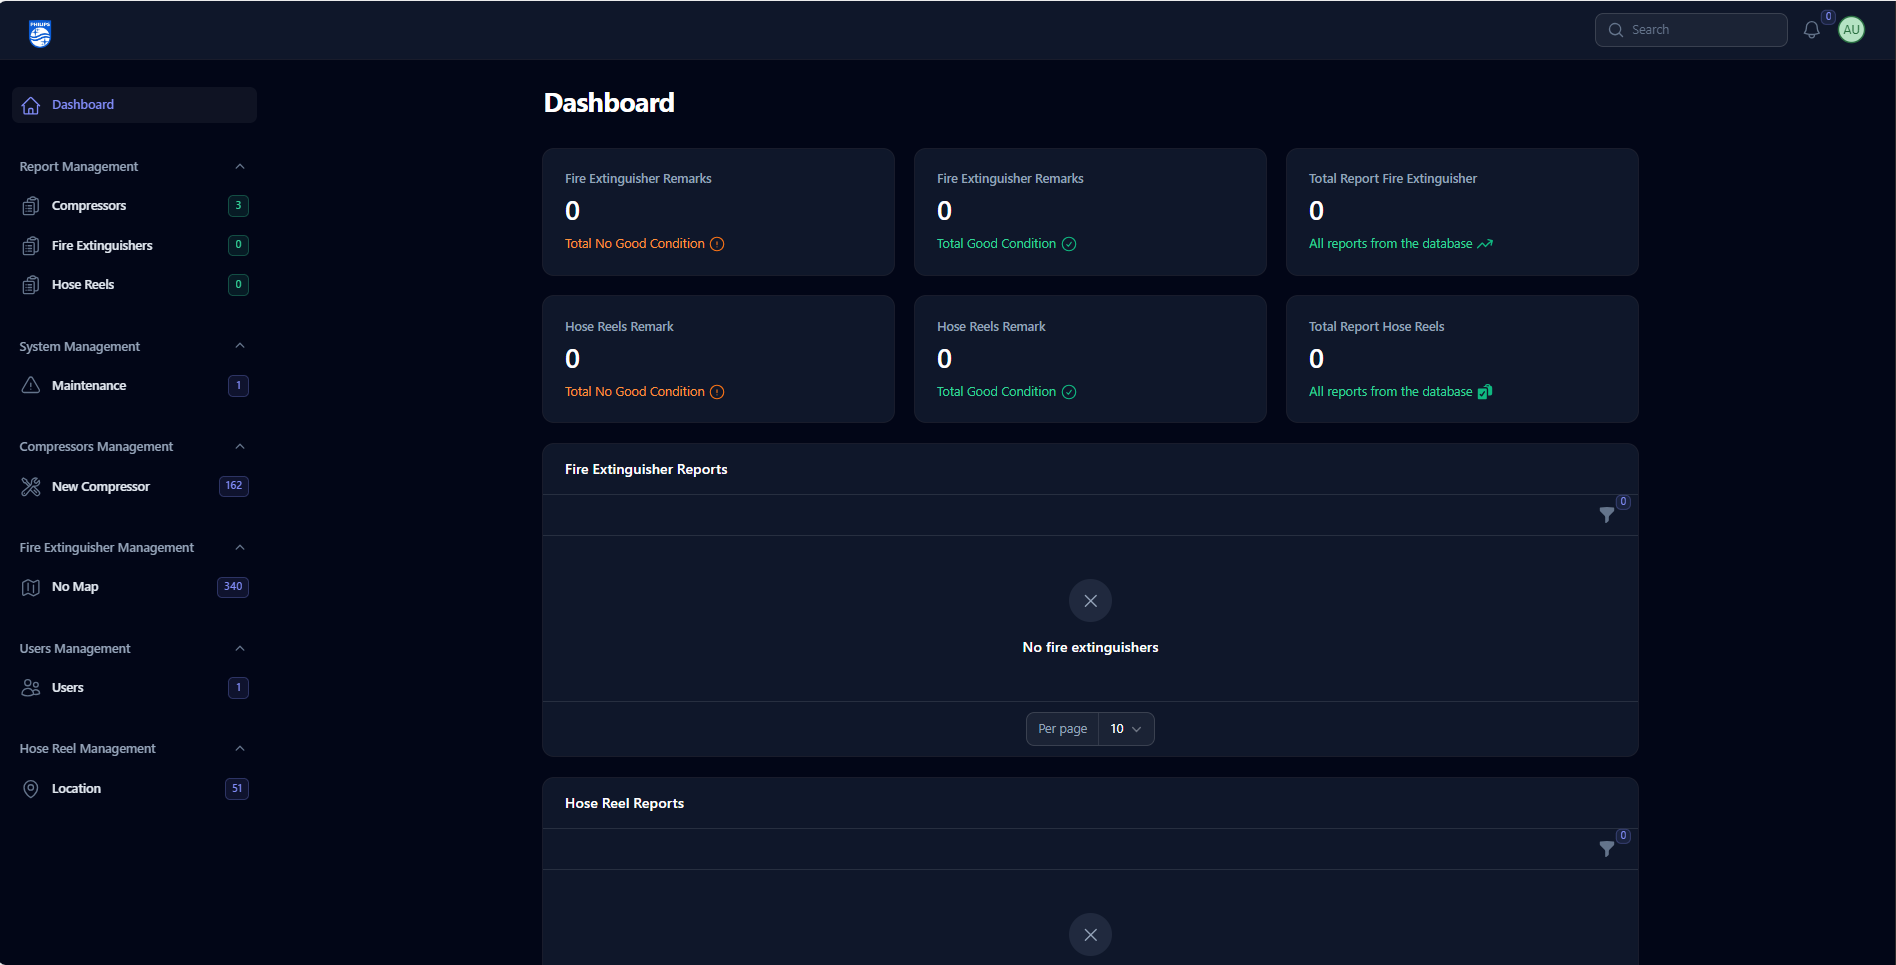 PHILIPS
Search
0
AU
Dashboard
Report Management
Compressors 3
Fire Extinguishers 0
Hose Reels 0
System Management
Maintenance 1
Compressors Management
New Compressor 162
Fire Extinguisher Management
No Map 340
Users Management
Users 1
Hose Reel Management
Location 51
Dashboard
Fire Extinguisher Remarks
0
Total No Good Condition
Fire Extinguisher Remarks
0
Total Good Condition
Total Report Fire Extinguisher
0
All reports from the database
Hose Reels Remark
0
Total No Good Condition
Hose Reels Remark
0
Total Good Condition
Total Report Hose Reels
0
All reports from the database
Fire Extinguisher Reports
0
No fire extinguishers
Per page 10
Hose Reel Reports
0